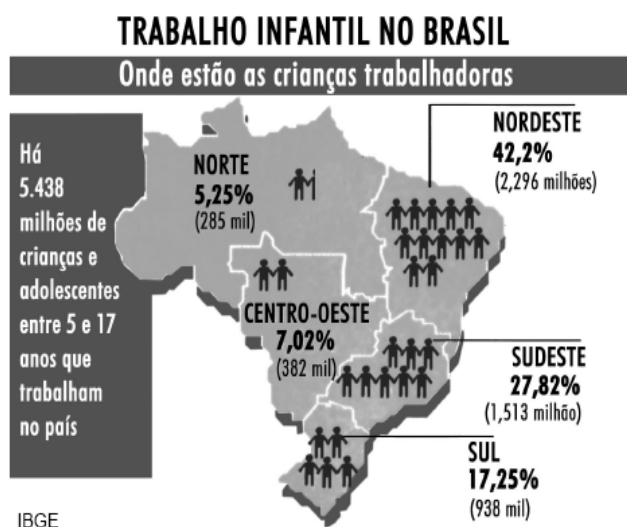 TRABALHO INFANTIL NO BRASIL
Onde estão as crianças trabalhadoras
Há
5.438
milhões de
crianças e
adolescentes
entre 5 e 17
anos que
trabalham
no país
NORTE
5,25%
(285 mil)
NORDESTE
42,2%
(2,296 milhões)
CENTRO-OESTE
7,02%
(382 mil)
SUDESTE
27,82%
(1,513 milhão)
SUL
17,25%
(938 mil)
IBGE